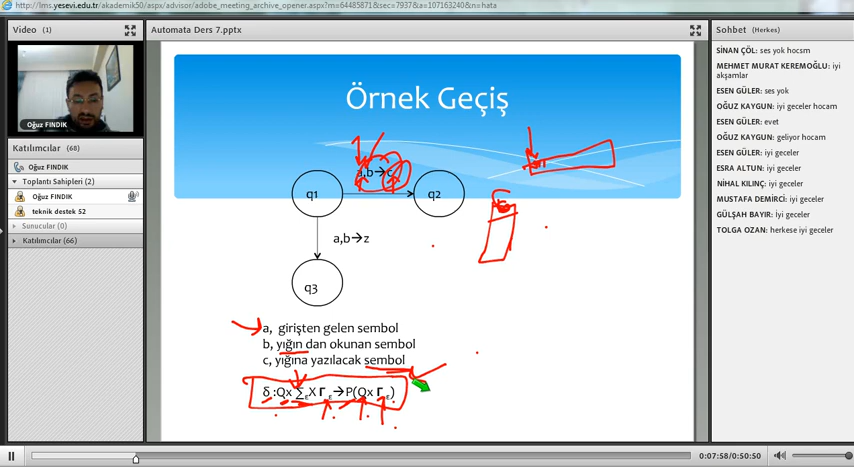 http://lms.yesevi.edu.tr/akademik50/aspx/advisor/adobe_meeting_archive_opener.aspx?m=64485871&sec=7937&a=107163240&n=hata
Video (1)
Oğuz FINDIK
Katılımcılar (68)
Oğuz FINDIK
Toplantı Sahipleri (2)
Oğuz FINDIK
teknik destek 52
Sunucular (0)
Katılımcılar (66)
Automata Ders 7.pptx
Örnek Geçiş
a,b→c
q1
q2
a,b→z
q3
a, girişten gelen sembol
b, yığın dan okunan sembol
c, yığına yazılacak sembol
δ :Qx ∑εX Γε→P(Qx Γε)
Sohbet (Herkes)
SİNAN ÇÖL: ses yok hocsm
MEHMET MURAT KEREMOĞLU: iyi
akşamlar
ESEN GÜLER: ses yok
OĞUZ KAYGUN: iyi geceler hocam
ESEN GÜLER: evet
OĞUZ KAYGUN: geliyor hocam
ESEN GÜLER: iyi geceler
ESRA ALTUN: iyi geceler
NİHAL KILINÇ: iyi geceler
MUSTAFA DEMİRCİ: iyi geceler
GÜLŞAH BAYIR: İyi geceler
TOLGA OZAN: herkese iyi geceler
0:07:58/0:50:50